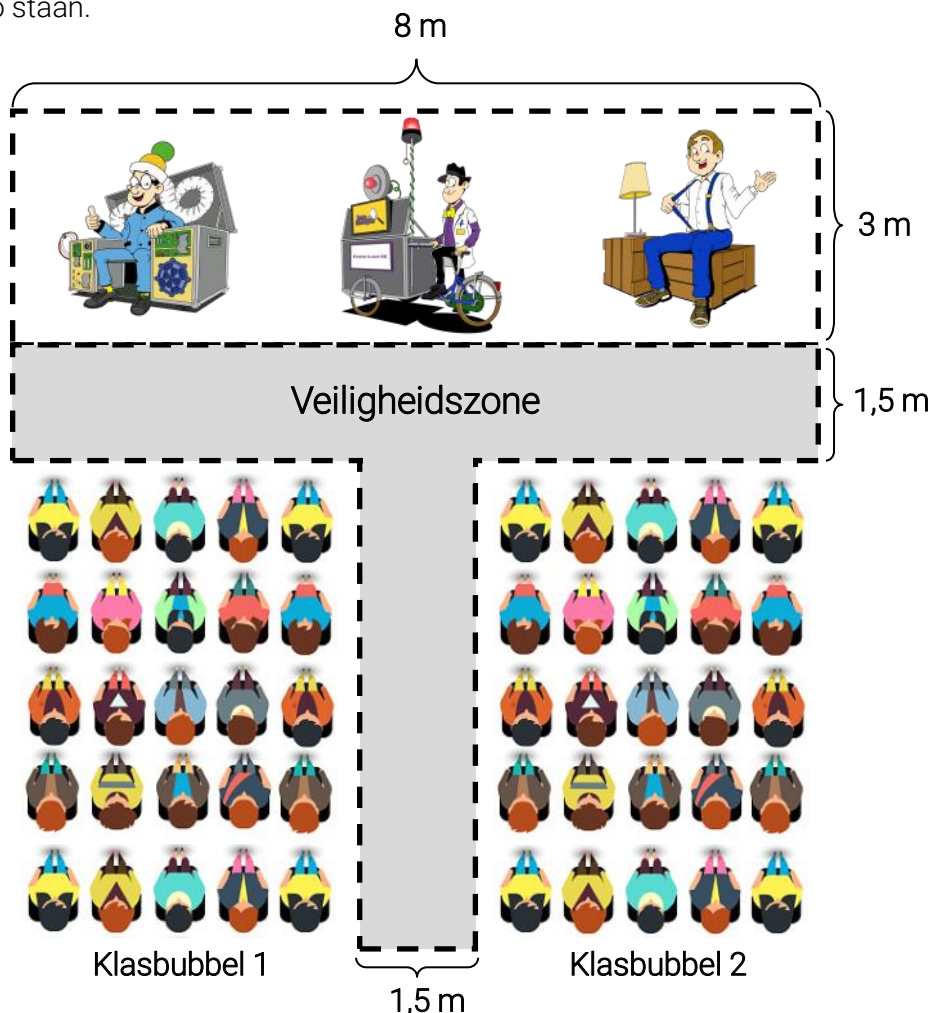 staan.
8 m
3 m
Veiligheidszone
1,5 m
Klasbubbel 1
Klasbubbel 2
1,5 m